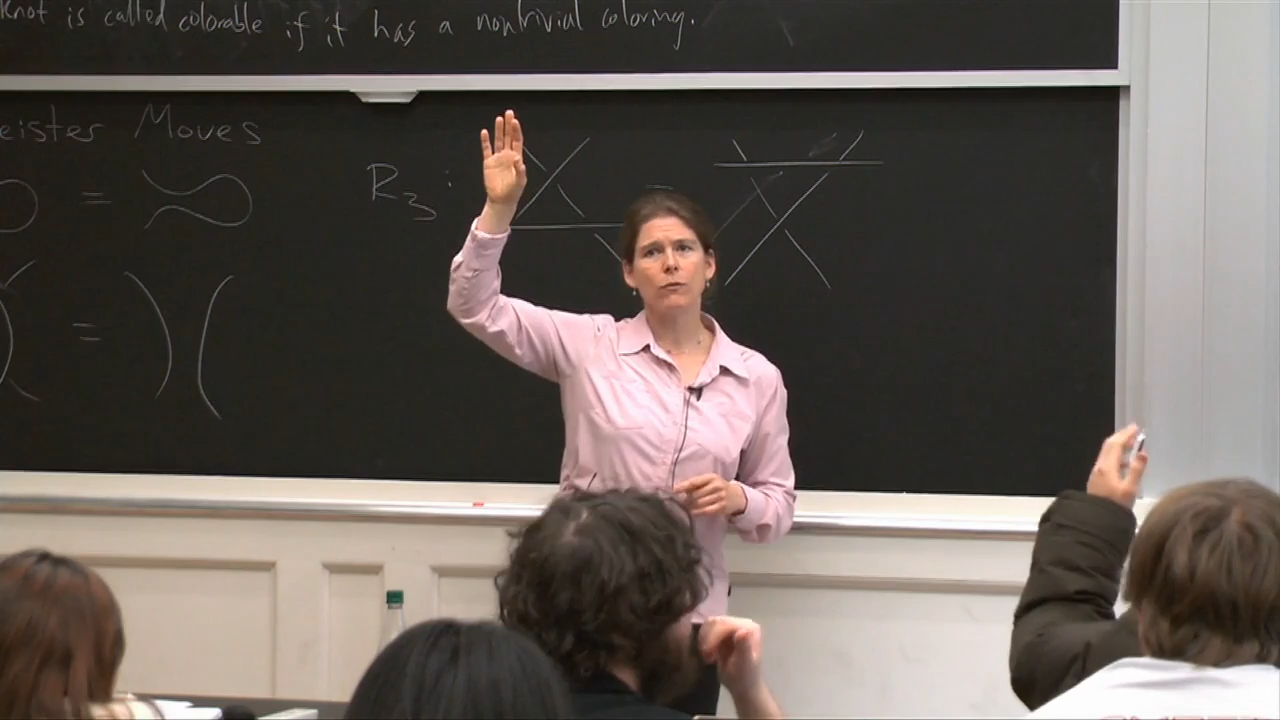 knot is called colorable if it has a nontrivial coloring.
eister Moves
=
R3:
=
=